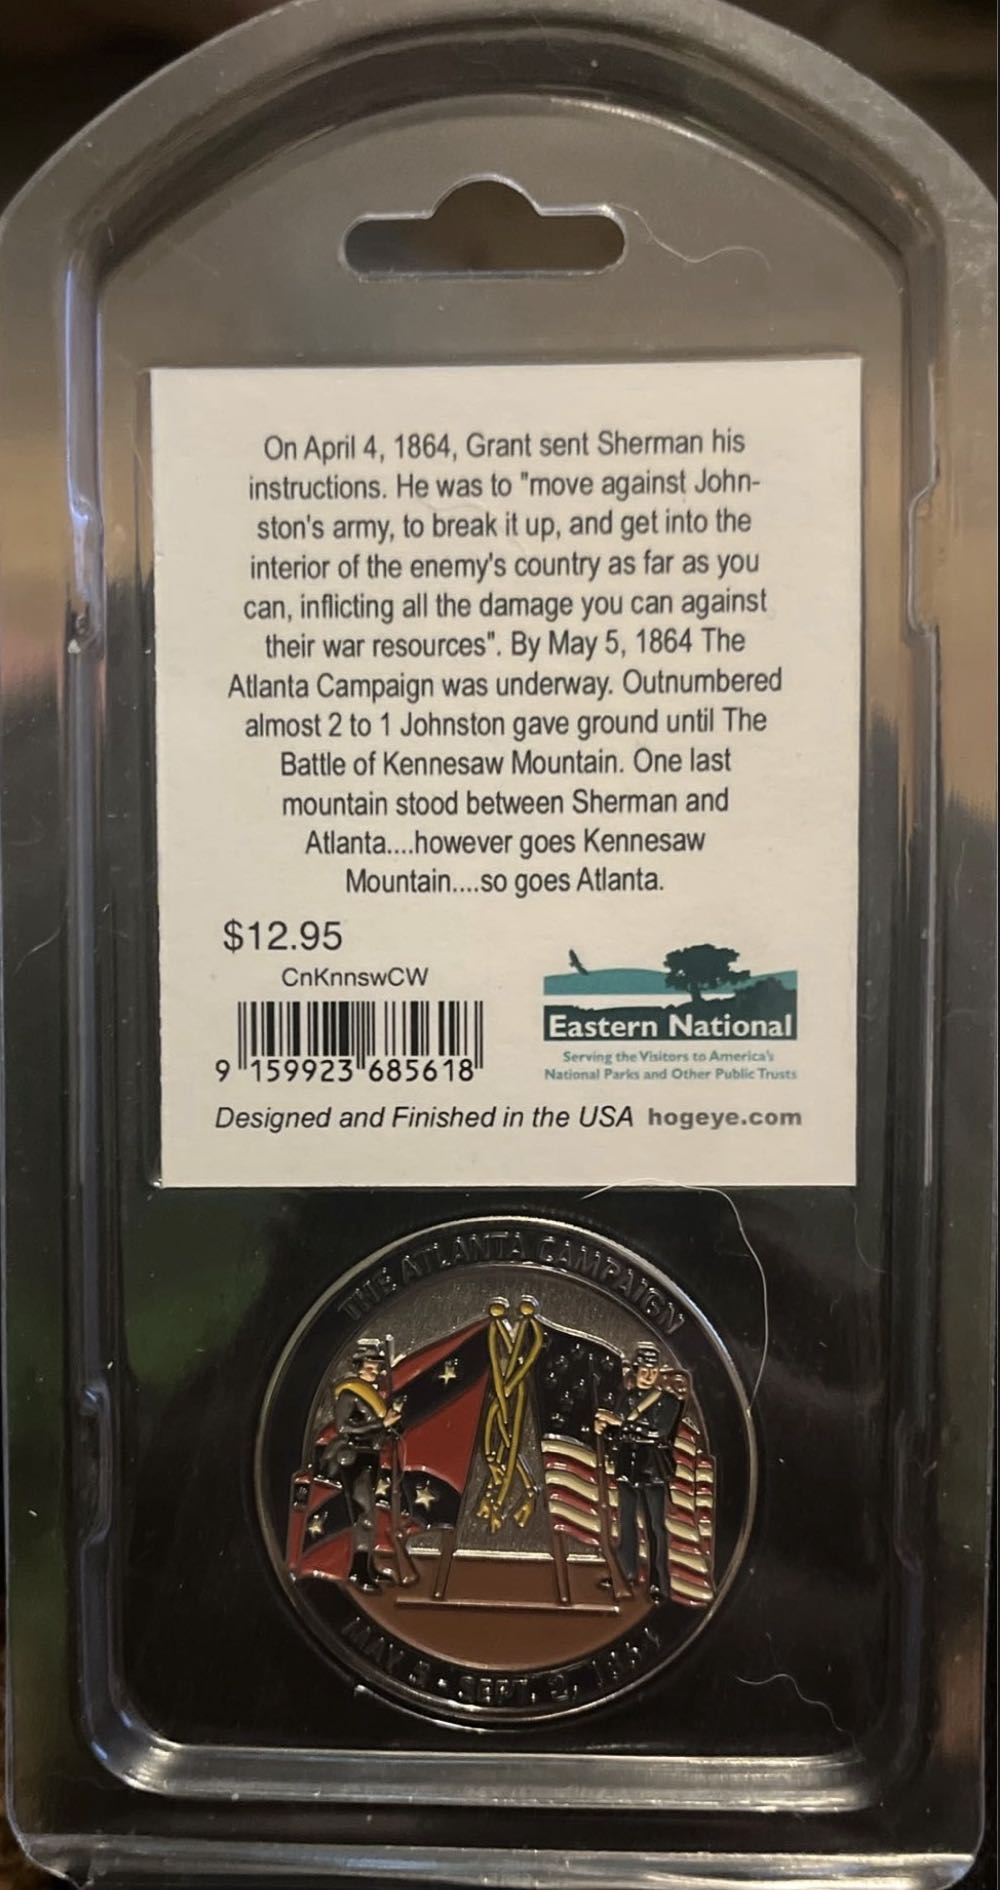 On April 4, 1864, Grant sent Sherman his
instructions. He was to "move against John-
ston's army, to break it up, and get into the
interior of the enemy's country as far as you
can, inflicting all the damage you can against
their war resources". By May 5, 1864 The
Atlanta Campaign was underway. Outnumbered
almost 2 to 1 Johnston gave ground until The
Battle of Kennesaw Mountain. One last
mountain stood between Sherman and
Atlanta....however goes Kennesaw
Mountain....so goes Atlanta.
$12.95
CnKnnswCW
9 159923 685618
Eastern National
Serving the Visitors to America's
National Parks and Other Public Trusts
Designed and Finished in the USA hogeye.com
THE ATLANTA CAMPAIGN
MAY 5 - SEPT. 2, 1864